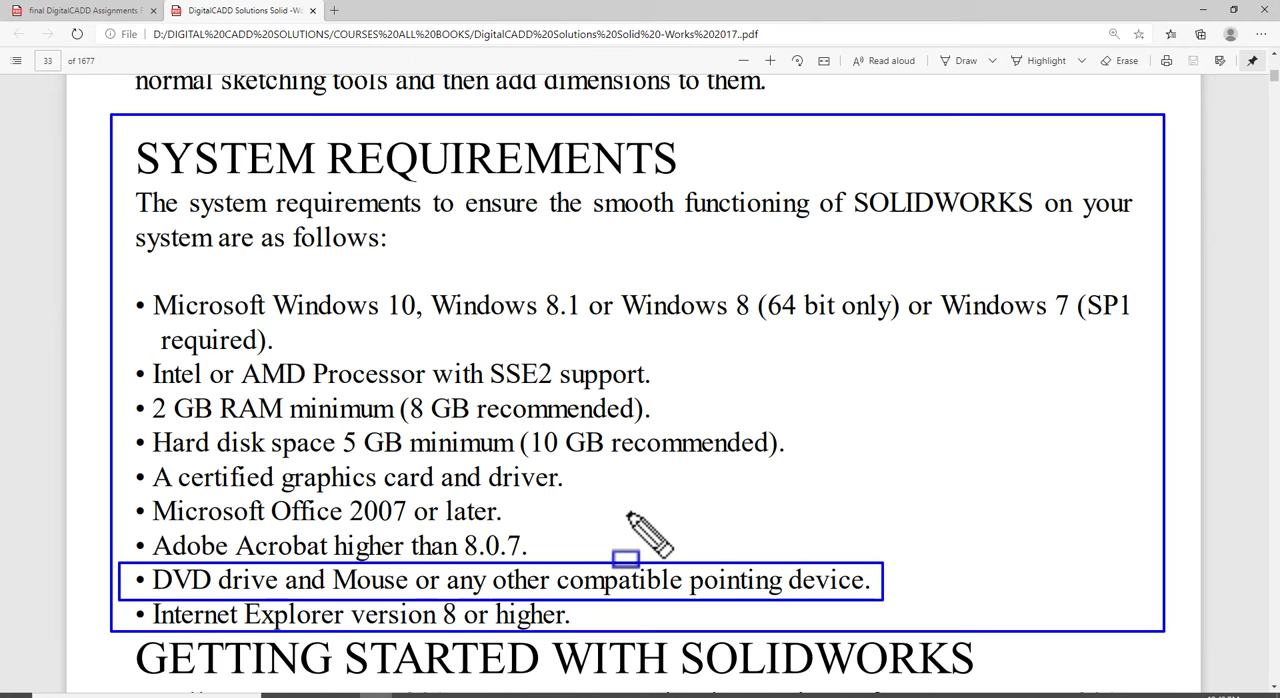 final DigitalCADD Assignments
DigitalCADD Solutions Solid -Wo
File
D:/DIGITAL%20CADD%20SOLUTIONS/COURSES%20ALL%20BOOKS/DigitalCADD%20Solutions%20Solid%20-Works%202017..pdf
33 of 1677
Read aloud
Draw
Highlight
Erase
normal sketching tools and then add dimensions to them.
SYSTEM REQUIREMENTS
The system requirements to ensure the smooth functioning of SOLIDWORKS on your
system are as follows:
• Microsoft Windows 10, Windows 8.1 or Windows 8 (64 bit only) or Windows 7 (SP1
required).
• Intel or AMD Processor with SSE2 support.
• 2 GB RAM minimum (8 GB recommended).
• Hard disk space 5 GB minimum (10 GB recommended).
• A certified graphics card and driver.
• Microsoft Office 2007 or later.
• Adobe Acrobat higher than 8.0.7.
• DVD drive and Mouse or any other compatible pointing device.
• Internet Explorer version 8 or higher.
GETTING STARTED WITH SOLIDWORKS